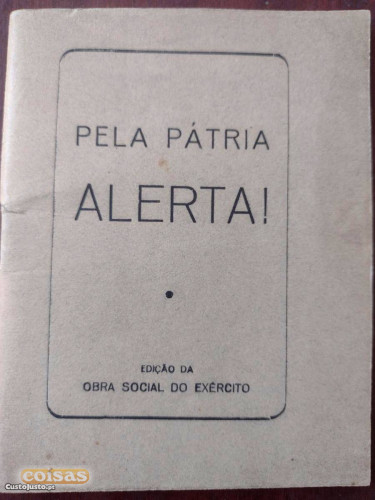 PELA PÁTRIA
ALERTA!
EDIÇÃO DA
OBRA SOCIAL DO EXÉRCITO
coisas
CustoJusto.pt